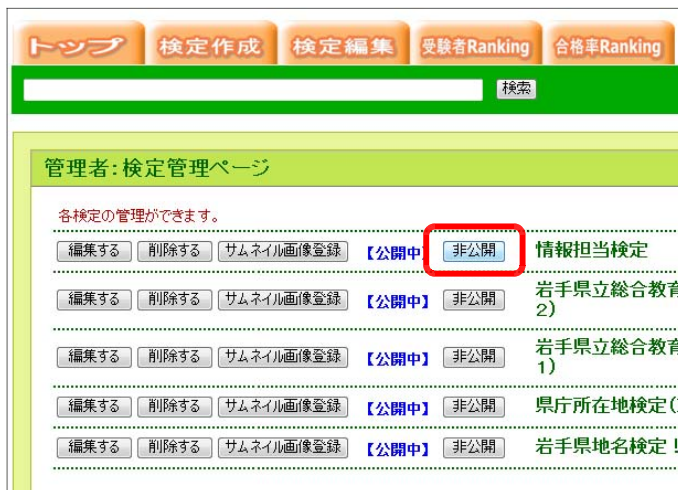 トップ 検定作成 検定編集 受験者Ranking 合格率Ranking
検索
管理者:検定管理ページ
各検定の管理ができます。
編集する 削除する サムネイル画像登録 【公開中】 非公開 情報担当検定
編集する 削除する サムネイル画像登録 【公開中】 非公開 岩手県立総合教育
2)
編集する 削除する サムネイル画像登録 【公開中】 非公開 岩手県立総合教育
1)
編集する 削除する サムネイル画像登録 【公開中】 非公開 県庁所在地検定(
編集する 削除する サムネイル画像登録 【公開中】 非公開 岩手県地名検定!